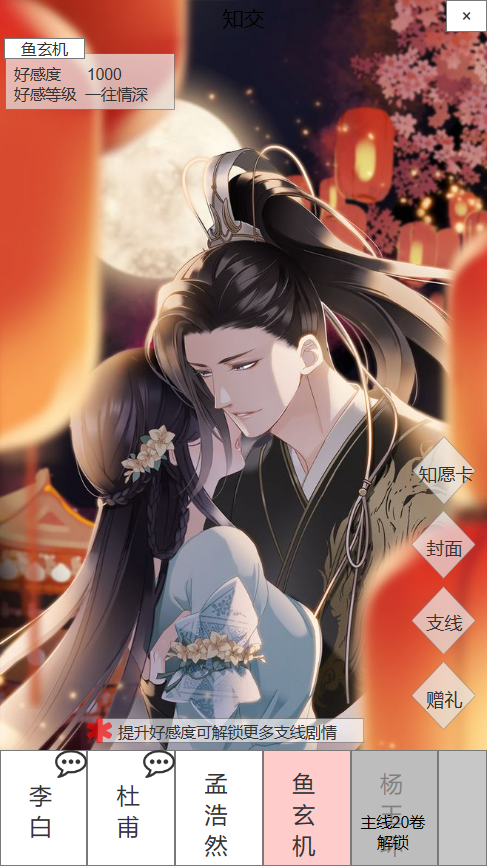 知交
×
鱼玄机
好感度 1000
好感等级 一往情深
知愿卡
封面
支线
赠礼
提升好感度可解锁更多支线剧情
李白
杜甫
孟浩然
鱼玄机
杨
主线20卷
解锁